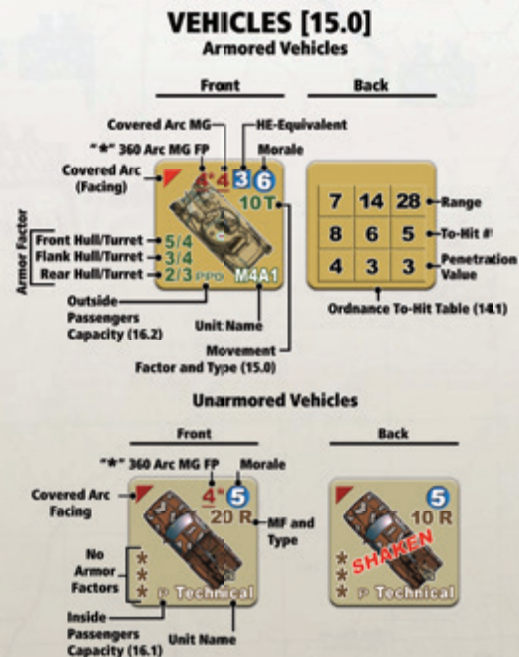 VEHICLES [15.0]
Armored Vehicles
Front
Back
Covered Arc MG
HE-Equivalent
"*" 360 Arc MG FP
Morale
Covered Arc
(Facing)
4* 4 3 6
10 T
Armor Factor
Front Hull/Turret
5/4
Flank Hull/Turret
3/4
Rear Hull/Turret
2/3 PPO M4A1
7 14 28
Range
8 6 5
To-Hit #
4 3 3
Penetration
Value
Outside
Passengers
Capacity (16.2)
Unit Name
Movement
Factor and Type (15.0)
Ordnance To-Hit Table (14.1)
Unarmored Vehicles
Front
Back
"*" 360 Arc MG FP
Morale
Covered Arc
Facing
4* 5
20 R
MF and
Type
No
Armor
Factors
*
*
*
P Technical
Inside
Passengers
Capacity (16.1)
Unit Name
5
10 R
SHAKEN
*
*
*
P Technical